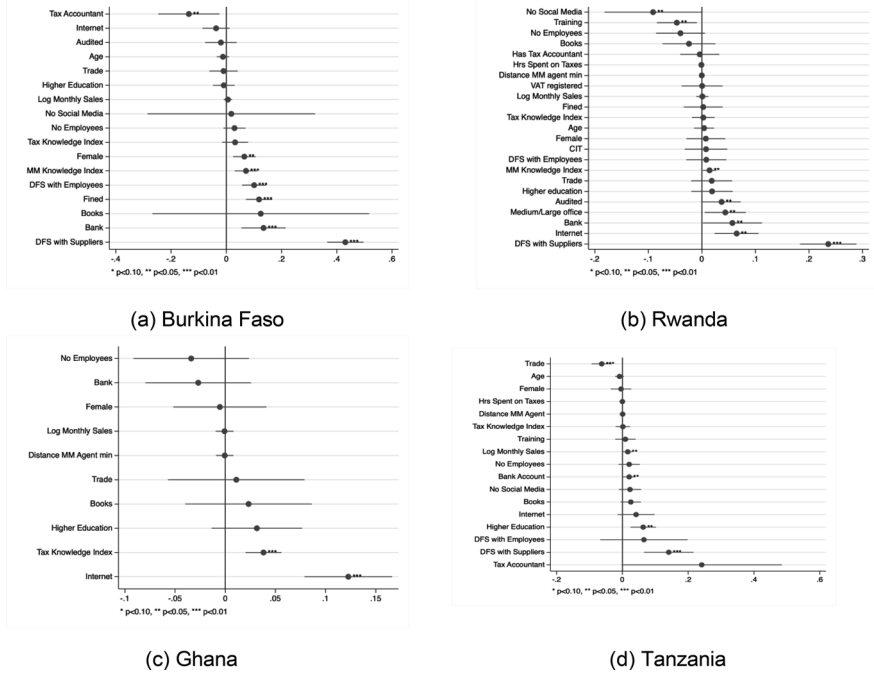 Tax Accountant
**
Internet
Audited
Age
Trade
Higher Education
Log Monthly Sales
No Social Media
No Employees
Tax Knowledge Index
Female
**
MM Knowledge Index
***
DFS with Employees
***
Fined
***
Books
Bank
***
DFS with Suppliers
***
-.4 -.2 0 .2 .4 .6
* p<0.10, ** p<0.05, *** p<0.01
(a) Burkina Faso
No Socal Media
**
Training
**
No Employees
Books
Has Tax Accountant
Hrs Spent on Taxes
Distance MM agent min
VAT registered
Log Monthly Sales
Fined
Tax Knowledge Index
Age
Female
CIT
DFS with Employees
MM Knowledge Index
**
Trade
Higher education
Audited
**
Medium/Large office
**
Bank
**
Internet
**
DFS with Suppliers
***
-.2 -.1 0 .1 .2 .3
* p<0.10, ** p<0.05, *** p<0.01
(b) Rwanda
No Employees
Bank
Female
Log Monthly Sales
Distance MM Agent min
Trade
Books
Higher Education
Tax Knowledge Index
***
Internet
***
-.1 -.05 0 .05 .1 .15
* p<0.10, ** p<0.05, *** p<0.01
(c) Ghana
Trade
***
Age
Female
Hrs Spent on Taxes
Distance MM Agent
Tax Knowledge Index
Training
Log Monthly Sales
**
No Employees
Bank Account
**
No Social Media
Books
Internet
Higher Education
**
DFS with Employees
DFS with Suppliers
***
Tax Accountant
-.2 0 .2 .4 .6
* p<0.10, ** p<0.05, *** p<0.01
(d) Tanzania